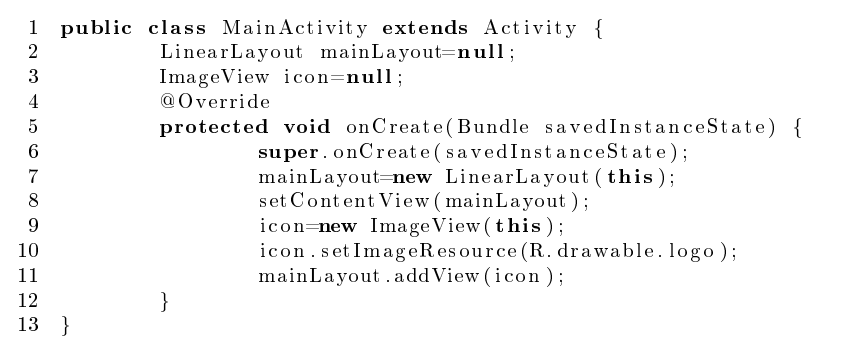 1 public class MainActivity extends Activity {
2 LinearLayout mainLayout=null;
3 ImageView icon=null;
4 @Override
5 protected void onCreate(Bundle savedInstanceState) {
6 super.onCreate(savedInstanceState);
7 mainLayout=new LinearLayout(this);
8 setContentView(mainLayout);
9 icon=new ImageView(this);
10 icon.setImageResource(R.drawable.logo);
11 mainLayout.addView(icon);
12 }
13 }